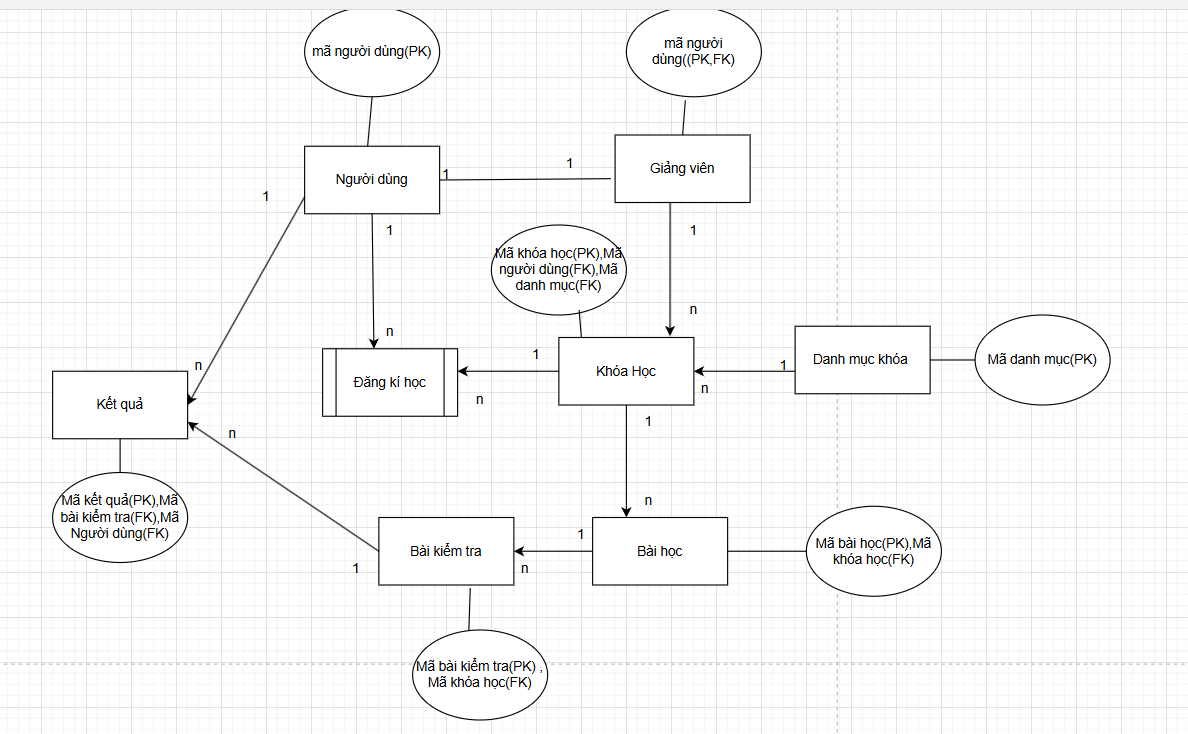 mã người dùng(PK)
mã người
dùng((PK,FK)
Người dùng
1
1
Giảng viên
1
1
1
Mã khóa học(PK),Mã
người dùng(FK),Mã
danh mục(FK)
n
n
Đăng kí học
1
n
Khóa Học
1
n
Danh mục khóa
Mã danh mục(PK)
n
Kết quả
n
Mã kết quả(PK),Mã
bài kiểm tra(FK),Mã
Người dùng(FK)
1
n
Bài kiểm tra
1
1
n
Bài học
Mã bài học(PK),Mã
khóa học(FK)
Mã bài kiểm tra(PK) ,
Mã khóa học(FK)